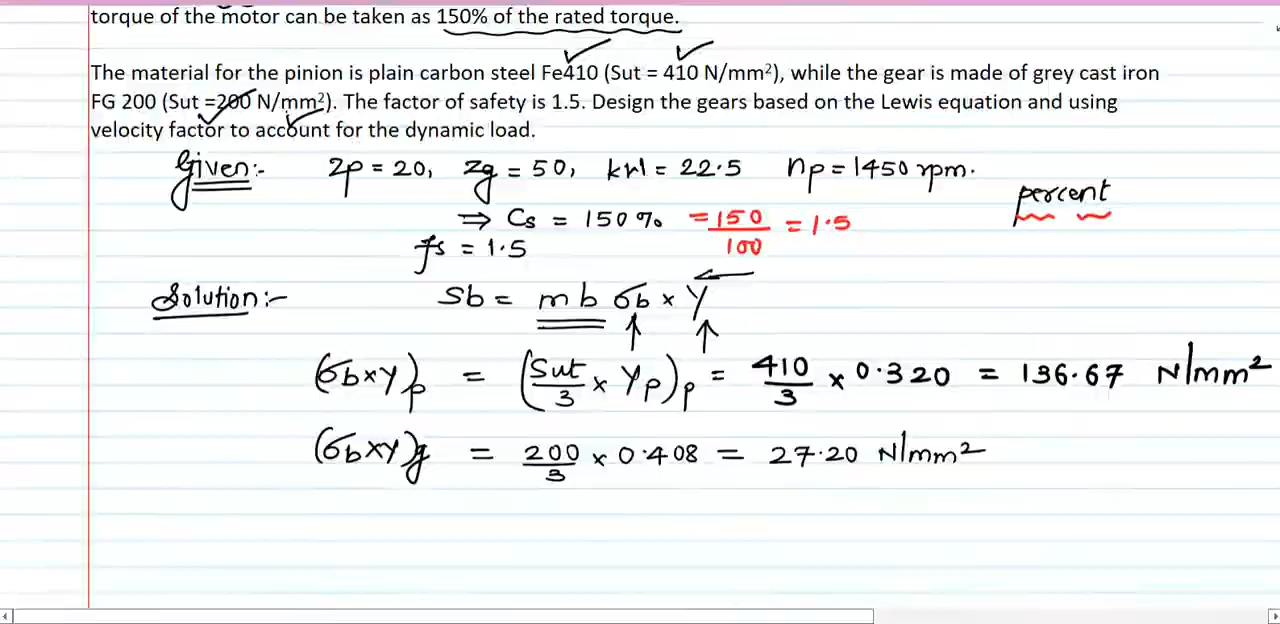 torque of the motor can be taken as 150% of the rated torque.
The material for the pinion is plain carbon steel Fe410 (Sut = 410 N/mm²), while the gear is made of grey cast iron
FG 200 (Sut =200 N/mm²). The factor of safety is 1.5. Design the gears based on the Lewis equation and using
velocity factor to account for the dynamic load.
Given:- Zp = 20, Zg = 50, kW = 22.5 np = 1450 rpm.
percent
⇒ Cs = 150 % = 150/100 = 1.5
fs = 1.5
Solution:- Sb = m b σb × Y
(σb×Y)p = (Sut/3 × Yp)p = 410/3 × 0.320 = 136.67 N/mm²
(σb×Y)g = 200/3 × 0.408 = 27.20 N/mm²